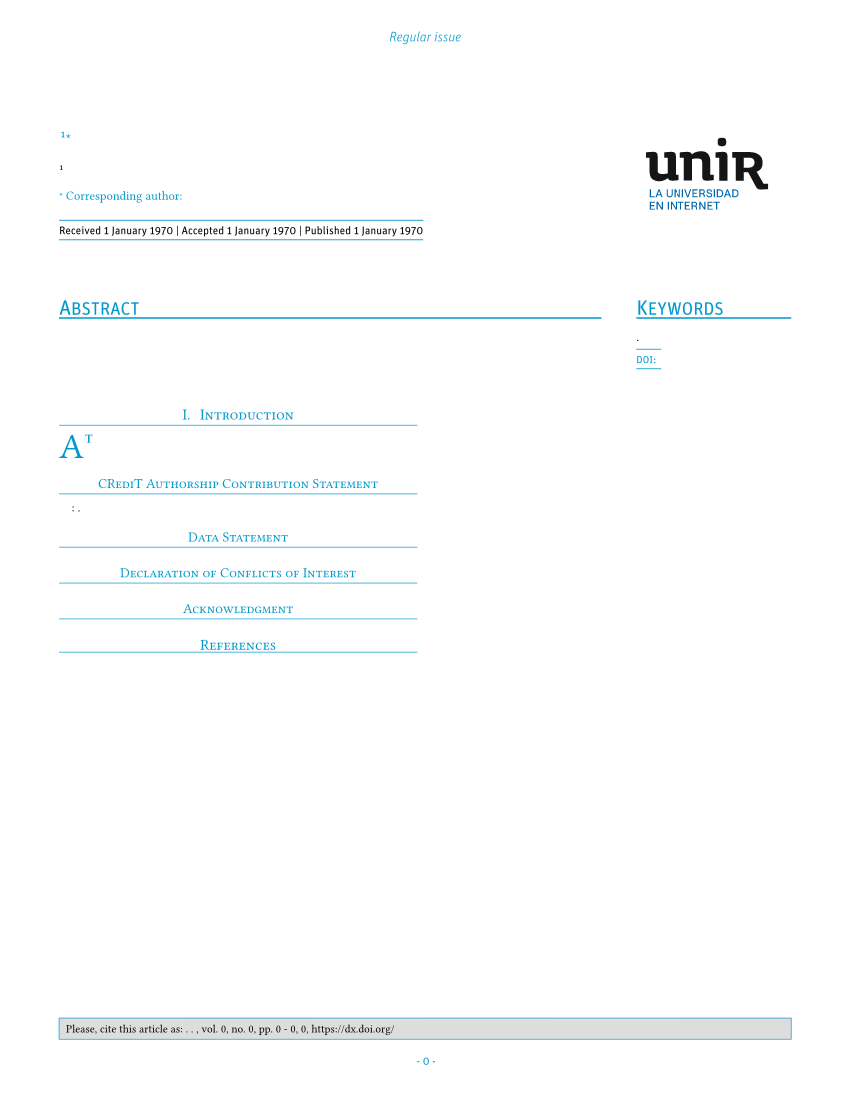 Regular issue
1*
1
* Corresponding author:
Received 1 January 1970 | Accepted 1 January 1970 | Published 1 January 1970
unir
LA UNIVERSIDAD
EN INTERNET
Abstract
Keywords
.
DOI:
I. Introduction
A T
CRediT Authorship Contribution Statement
: .
Data Statement
Declaration of Conflicts of Interest
Acknowledgment
References
Please, cite this article as: . . , vol. 0, no. 0, pp. 0 - 0, 0, https://dx.doi.org/
- 0 -